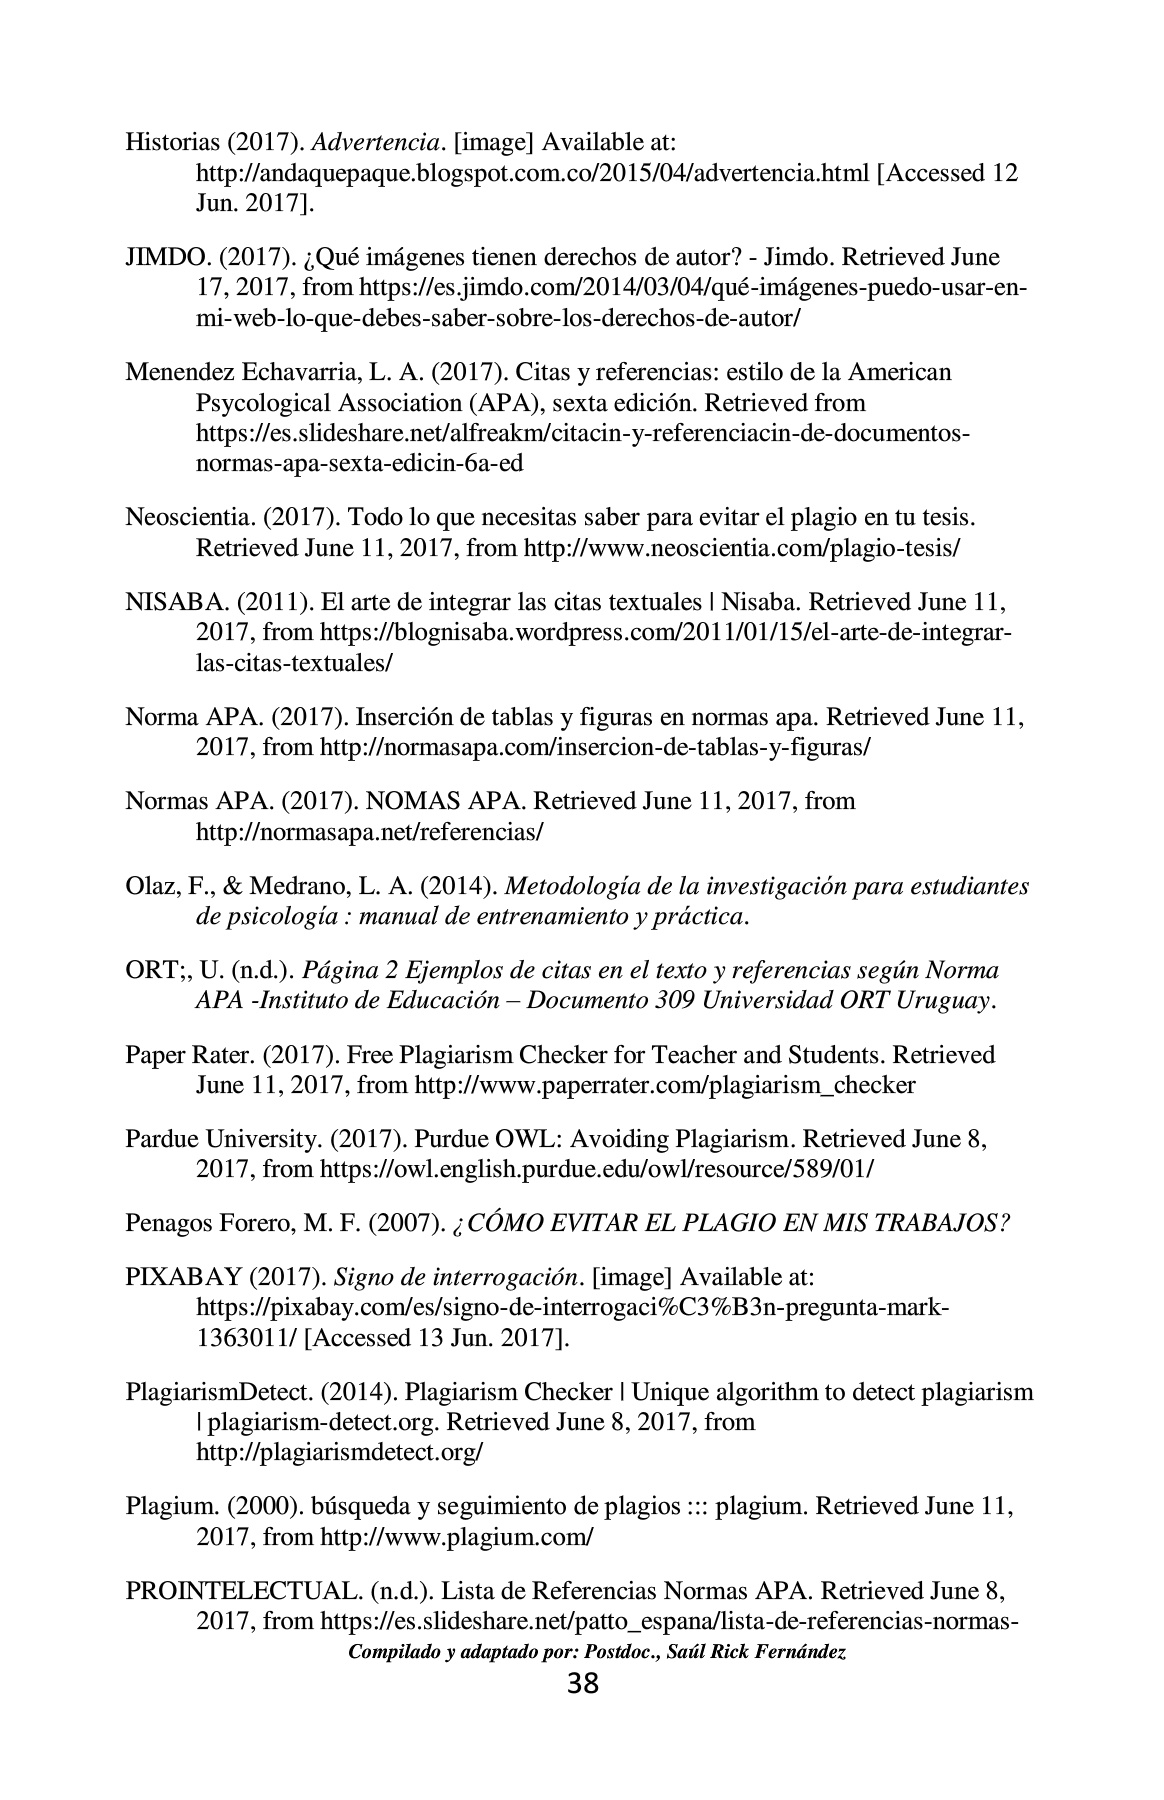 Historias (2017). Advertencia. [image] Available at:
http://andaquepaque.blogspot.com.co/2015/04/advertencia.html [Accessed 12
Jun. 2017].
JIMDO. (2017). ¿Qué imágenes tienen derechos de autor? - Jimdo. Retrieved June
17, 2017, from https://es.jimdo.com/2014/03/04/qué-imágenes-puedo-usar-en-
mi-web-lo-que-debes-saber-sobre-los-derechos-de-autor/
Menendez Echavarria, L. A. (2017). Citas y referencias: estilo de la American
Psycological Association (APA), sexta edición. Retrieved from
https://es.slideshare.net/alfreakm/citacin-y-referenciacin-de-documentos-
normas-apa-sexta-edicin-6a-ed
Neoscientia. (2017). Todo lo que necesitas saber para evitar el plagio en tu tesis.
Retrieved June 11, 2017, from http://www.neoscientia.com/plagio-tesis/
NISABA. (2011). El arte de integrar las citas textuales | Nisaba. Retrieved June 11,
2017, from https://blognisaba.wordpress.com/2011/01/15/el-arte-de-integrar-
las-citas-textuales/
Norma APA. (2017). Inserción de tablas y figuras en normas apa. Retrieved June 11,
2017, from http://normasapa.com/insercion-de-tablas-y-figuras/
Normas APA. (2017). NOMAS APA. Retrieved June 11, 2017, from
http://normasapa.net/referencias/
Olaz, F., & Medrano, L. A. (2014). Metodología de la investigación para estudiantes
de psicología : manual de entrenamiento y práctica.
ORT;, U. (n.d.). Página 2 Ejemplos de citas en el texto y referencias según Norma
APA -Instituto de Educación – Documento 309 Universidad ORT Uruguay.
Paper Rater. (2017). Free Plagiarism Checker for Teacher and Students. Retrieved
June 11, 2017, from http://www.paperrater.com/plagiarism_checker
Pardue University. (2017). Purdue OWL: Avoiding Plagiarism. Retrieved June 8,
2017, from https://owl.english.purdue.edu/owl/resource/589/01/
Penagos Forero, M. F. (2007). ¿CÓMO EVITAR EL PLAGIO EN MIS TRABAJOS?
PIXABAY (2017). Signo de interrogación. [image] Available at:
https://pixabay.com/es/signo-de-interrogaci%C3%B3n-pregunta-mark-
1363011/ [Accessed 13 Jun. 2017].
PlagiarismDetect. (2014). Plagiarism Checker | Unique algorithm to detect plagiarism
| plagiarism-detect.org. Retrieved June 8, 2017, from
http://plagiarismdetect.org/
Plagium. (2000). búsqueda y seguimiento de plagios ::: plagium. Retrieved June 11,
2017, from http://www.plagium.com/
PROINTELECTUAL. (n.d.). Lista de Referencias Normas APA. Retrieved June 8,
2017, from https://es.slideshare.net/patto_espana/lista-de-referencias-normas-
Compilado y adaptado por: Postdoc., Saúl Rick Fernández
38